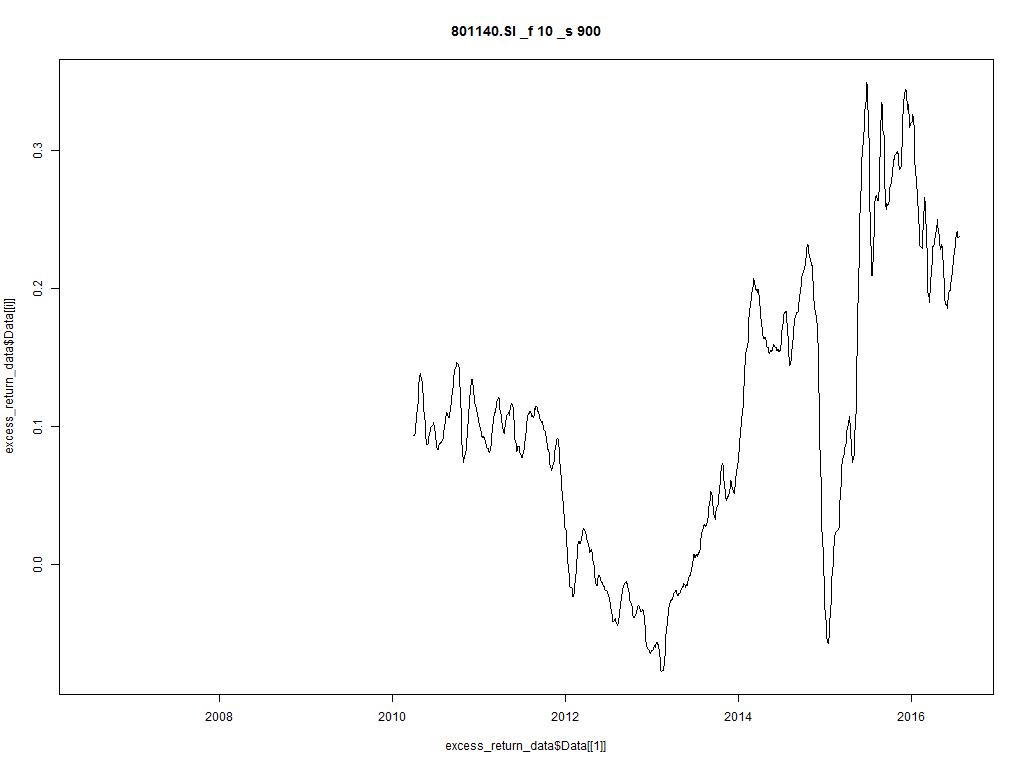 801140.SI _f 10 _s 900
excess_return_data$Data[[i]]
0.3
0.2
0.1
0.0
2008 2010 2012 2014 2016
excess_return_data$Data[[1]]